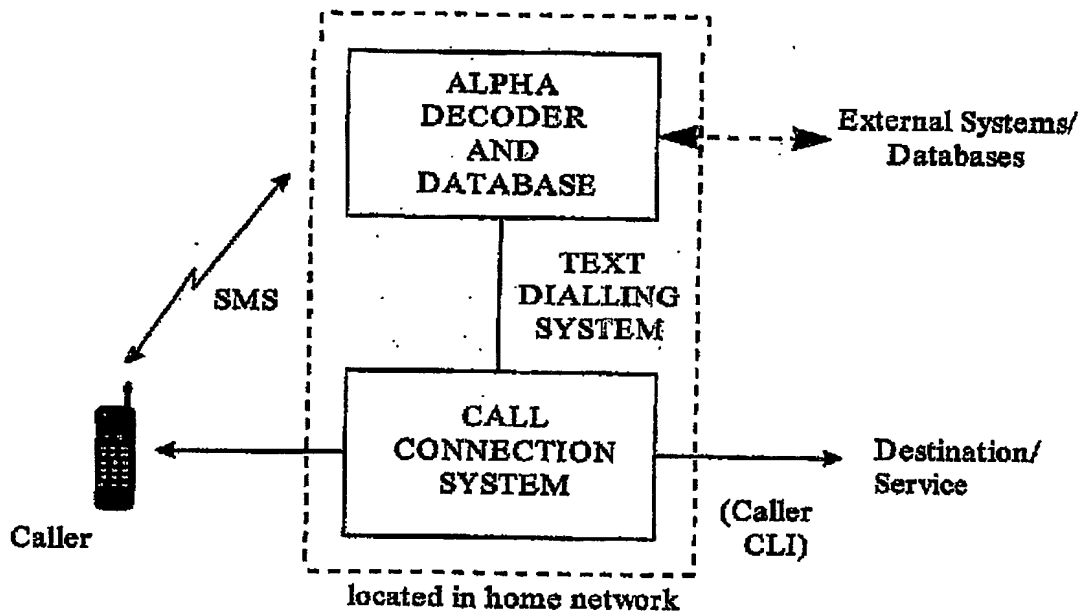 ALPHA
DECODER
AND
DATABASE
External Systems/
Databases
SMS
TEXT
DIALLING
SYSTEM
CALL
CONNECTION
SYSTEM
Destination/
Service
(Caller
CLI)
Caller
located in home network